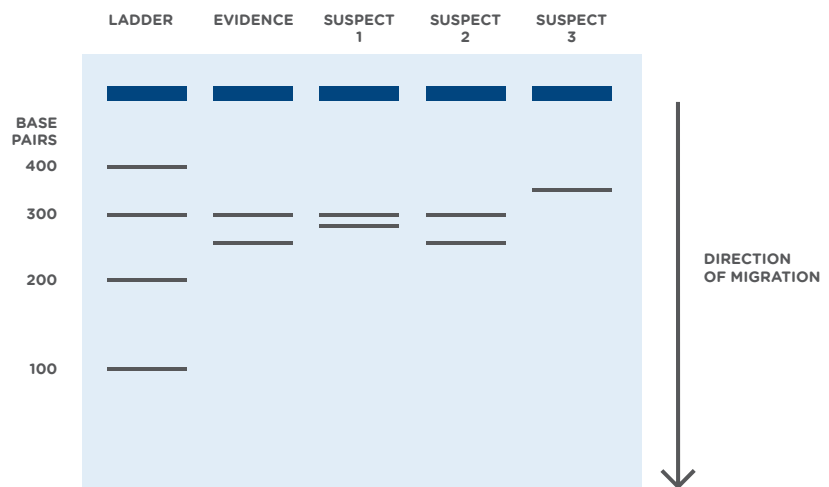 LADDER
EVIDENCE
SUSPECT
1
SUSPECT
2
SUSPECT
3
BASE
PAIRS
400
300
200
100
DIRECTION
OF MIGRATION